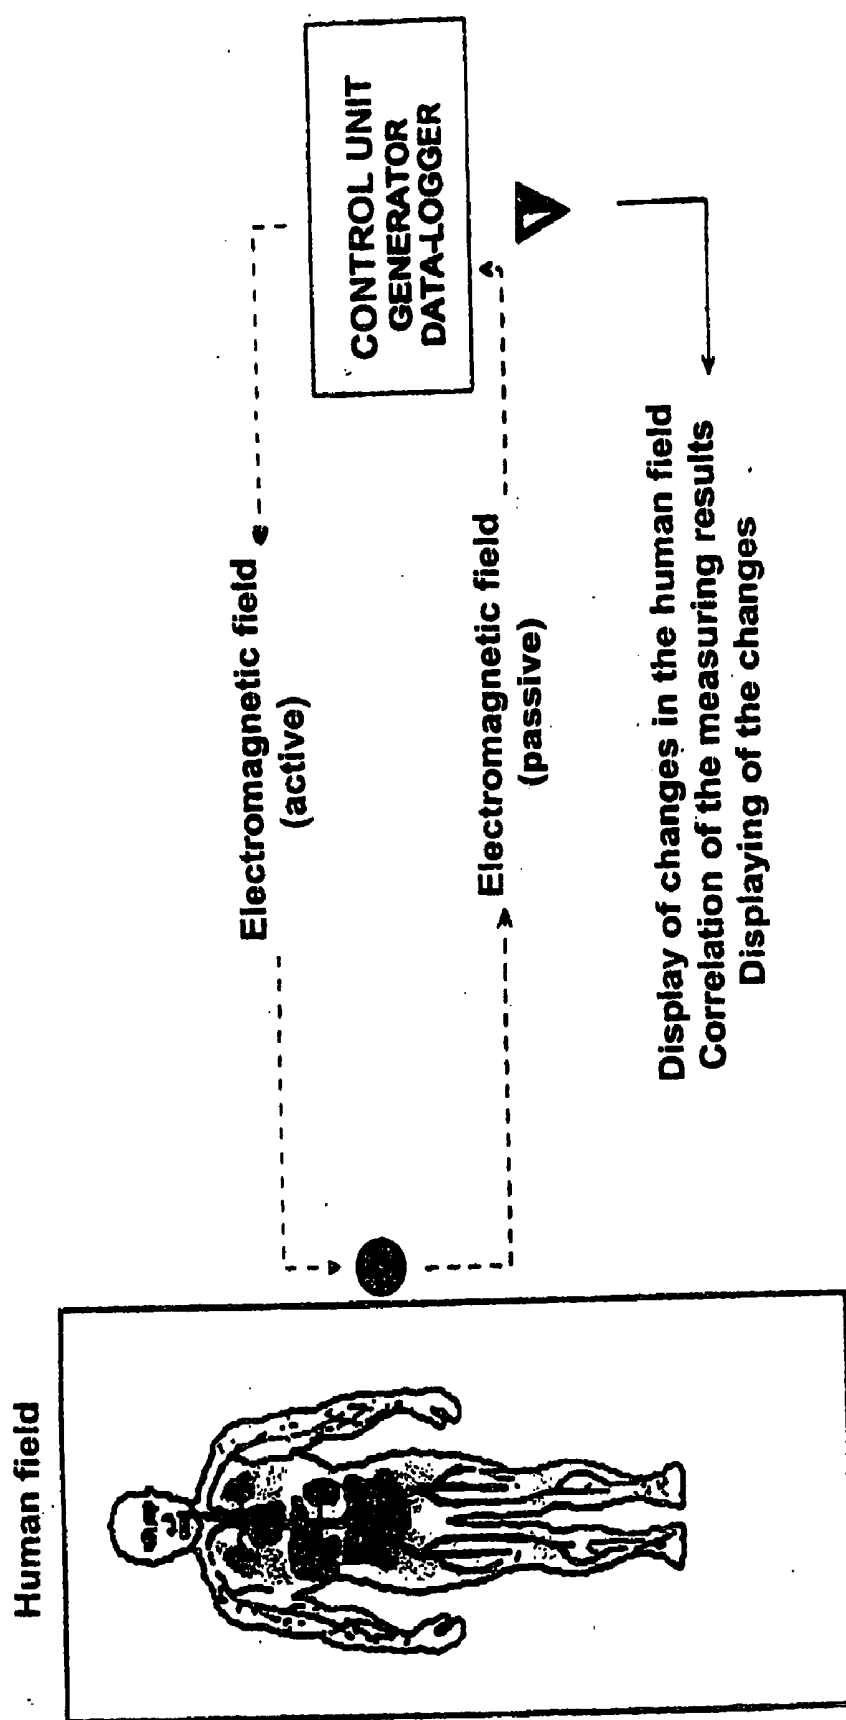 Human field
Electromagnetic field
(active)
Electromagnetic field
(passive)
CONTROL UNIT
GENERATOR
DATA-LOGGER
Display of changes in the human field
Correlation of the measuring results
Displaying of the changes